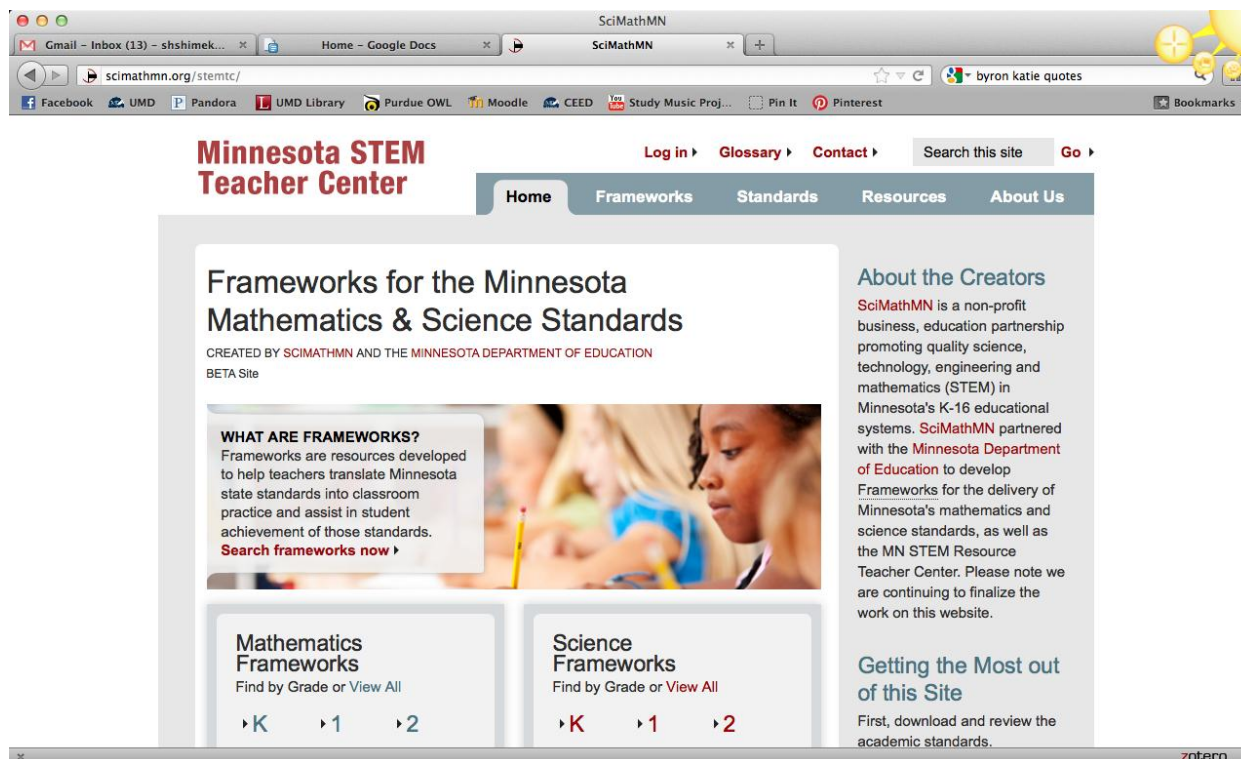 SciMathMN
Gmail - Inbox (13) - shshimek...
Home - Google Docs
SciMathMN
scimathmn.org/stemtc/
byron katie quotes
Facebook UMD Pandora UMD Library Purdue OWL Moodle CEED Study Music Proj... Pin It Pinterest Bookmarks
Minnesota STEM
Teacher Center
Log in Glossary Contact Search this site Go
Home Frameworks Standards Resources About Us
Frameworks for the Minnesota
Mathematics & Science Standards
CREATED BY SCIMATHMN AND THE MINNESOTA DEPARTMENT OF EDUCATION
BETA Site
WHAT ARE FRAMEWORKS?
Frameworks are resources developed
to help teachers translate Minnesota
state standards into classroom
practice and assist in student
achievement of those standards.
Search frameworks now
Mathematics
Frameworks
Find by Grade or View All
K 1 2
Science
Frameworks
Find by Grade or View All
K 1 2
About the Creators
SciMathMN is a non-profit
business, education partnership
promoting quality science,
technology, engineering and
mathematics (STEM) in
Minnesota's K-16 educational
systems. SciMathMN partnered
with the Minnesota Department
of Education to develop
Frameworks for the delivery of
Minnesota's mathematics and
science standards, as well as
the MN STEM Resource
Teacher Center. Please note we
are continuing to finalize the
work on this website.
Getting the Most out
of this Site
First, download and review the
academic standards.
zotero